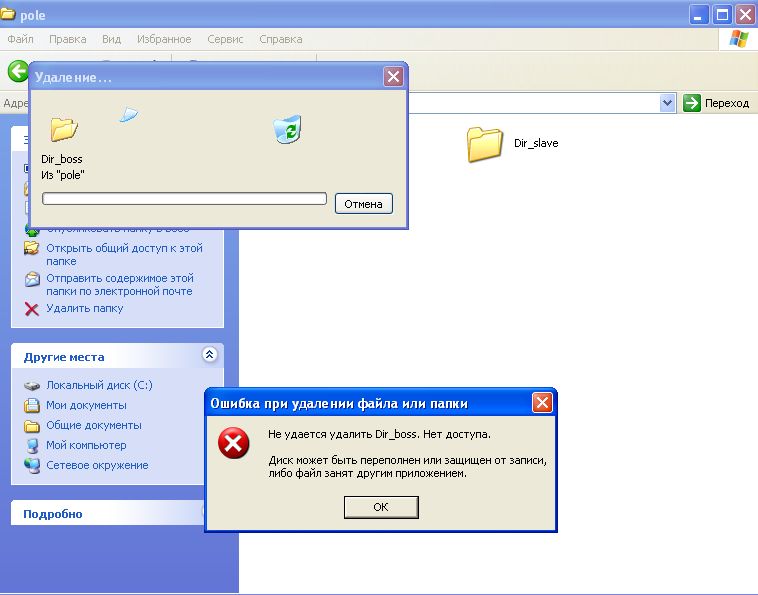 pole
Файл Правка Вид Избранное Сервис Справка
Удаление...
Переход
Dir_boss
Из "pole"
Отмена
Dir_slave
Открыть общий доступ к этой
папке
Отправить содержимое этой
папки по электронной почте
Удалить папку
Другие места
Локальный диск (C:)
Мои документы
Общие документы
Мой компьютер
Сетевое окружение
Подробно
Ошибка при удалении файла или папки
Не удается удалить Dir_boss. Нет доступа.
Диск может быть переполнен или защищен от записи,
либо файл занят другим приложением.
OK